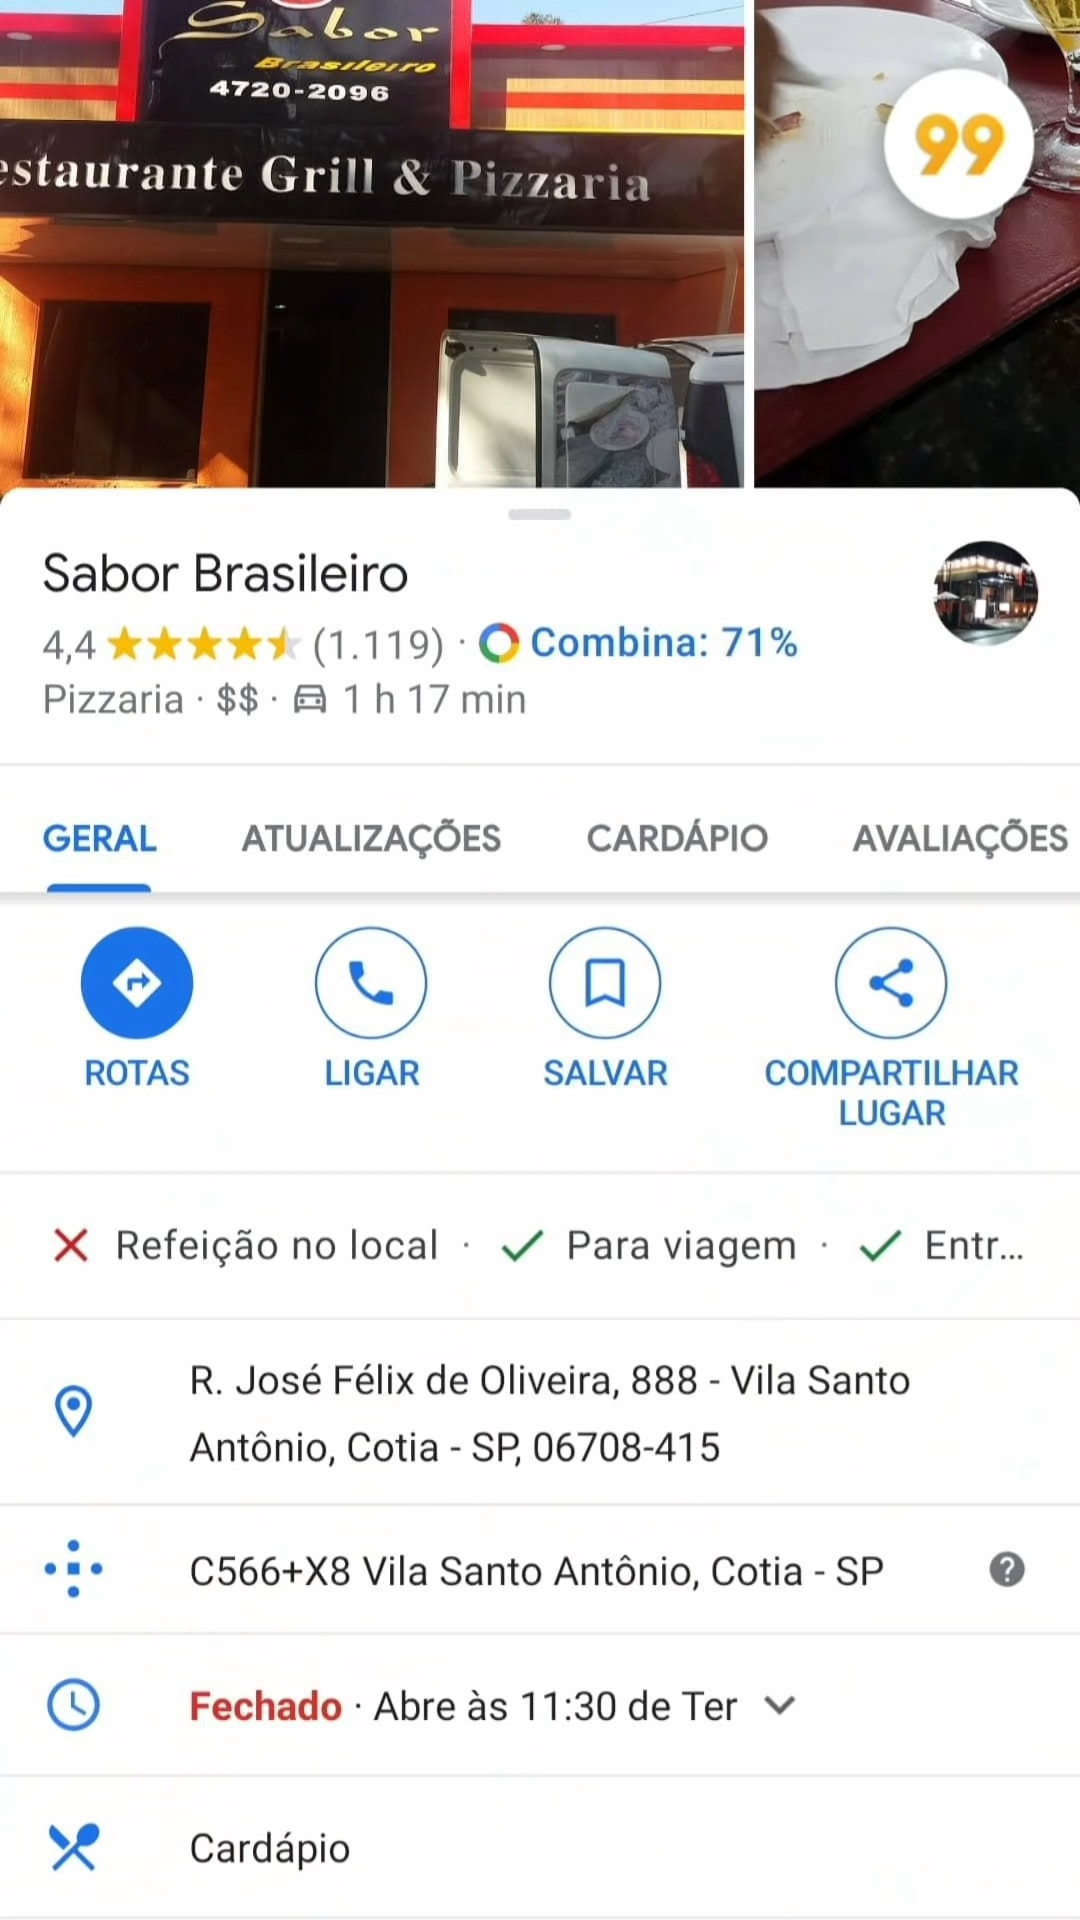 Sabor
Brasileiro
4720-2096
estaurante Grill & Pizzaria
99
Sabor Brasileiro
4,4 (1.119) · Combina: 71%
Pizzaria · $$ · 1 h 17 min
GERAL ATUALIZAÇÕES CARDÁPIO AVALIAÇÕES
ROTAS LIGAR SALVAR COMPARTILHAR
LUGAR
Refeição no local · Para viagem · Entr...
R. José Félix de Oliveira, 888 - Vila Santo
Antônio, Cotia - SP, 06708-415
C566+X8 Vila Santo Antônio, Cotia - SP
Fechado · Abre às 11:30 de Ter
Cardápio